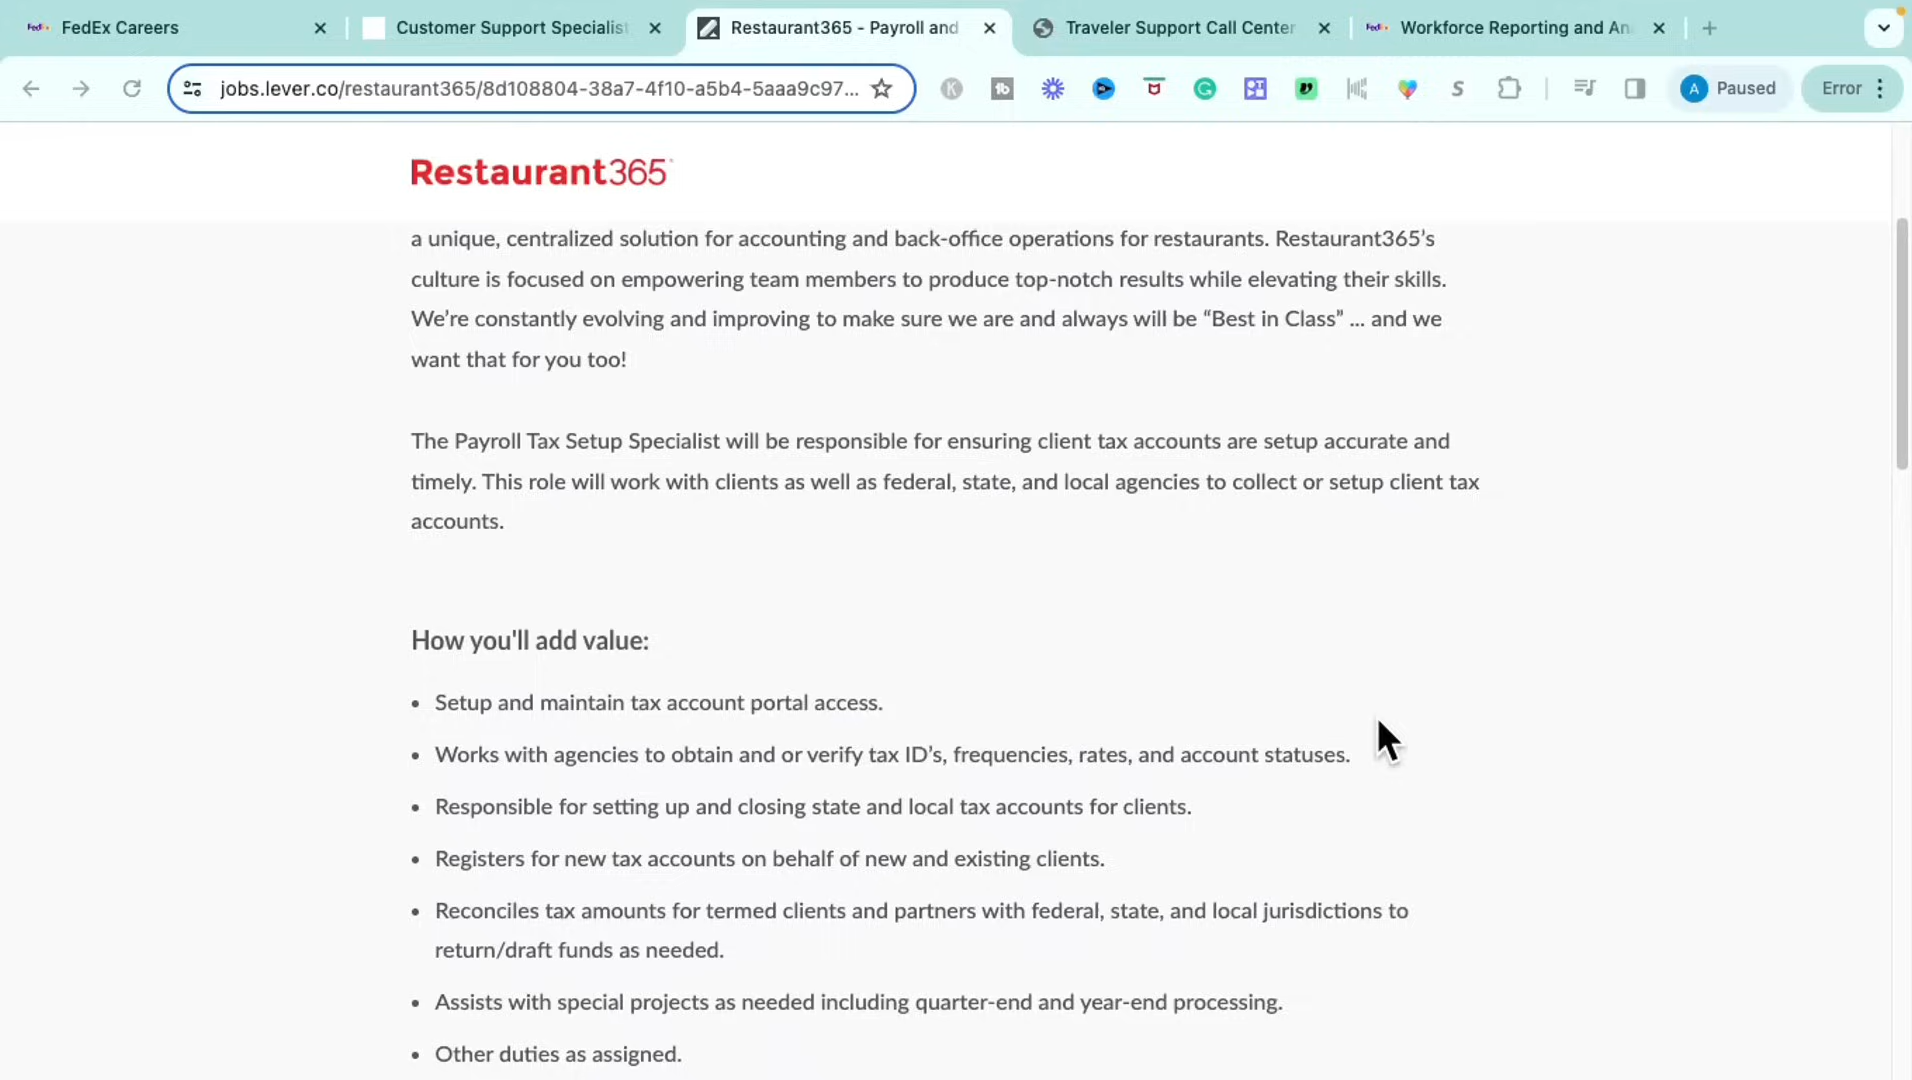 FedEx Careers
Customer Support Specialist
Restaurant365 - Payroll and
Traveler Support Call Center
Workforce Reporting and An
jobs.lever.co/restaurant365/8d108804-38a7-4f10-a5b4-5aaa9c97...
A Paused
Error
Restaurant365
a unique, centralized solution for accounting and back-office operations for restaurants. Restaurant365’s
culture is focused on empowering team members to produce top-notch results while elevating their skills.
We’re constantly evolving and improving to make sure we are and always will be “Best in Class” ... and we
want that for you too!
The Payroll Tax Setup Specialist will be responsible for ensuring client tax accounts are setup accurate and
timely. This role will work with clients as well as federal, state, and local agencies to collect or setup client tax
accounts.
How you'll add value:
• Setup and maintain tax account portal access.
• Works with agencies to obtain and or verify tax ID’s, frequencies, rates, and account statuses.
• Responsible for setting up and closing state and local tax accounts for clients.
• Registers for new tax accounts on behalf of new and existing clients.
• Reconciles tax amounts for termed clients and partners with federal, state, and local jurisdictions to
return/draft funds as needed.
• Assists with special projects as needed including quarter-end and year-end processing.
• Other duties as assigned.